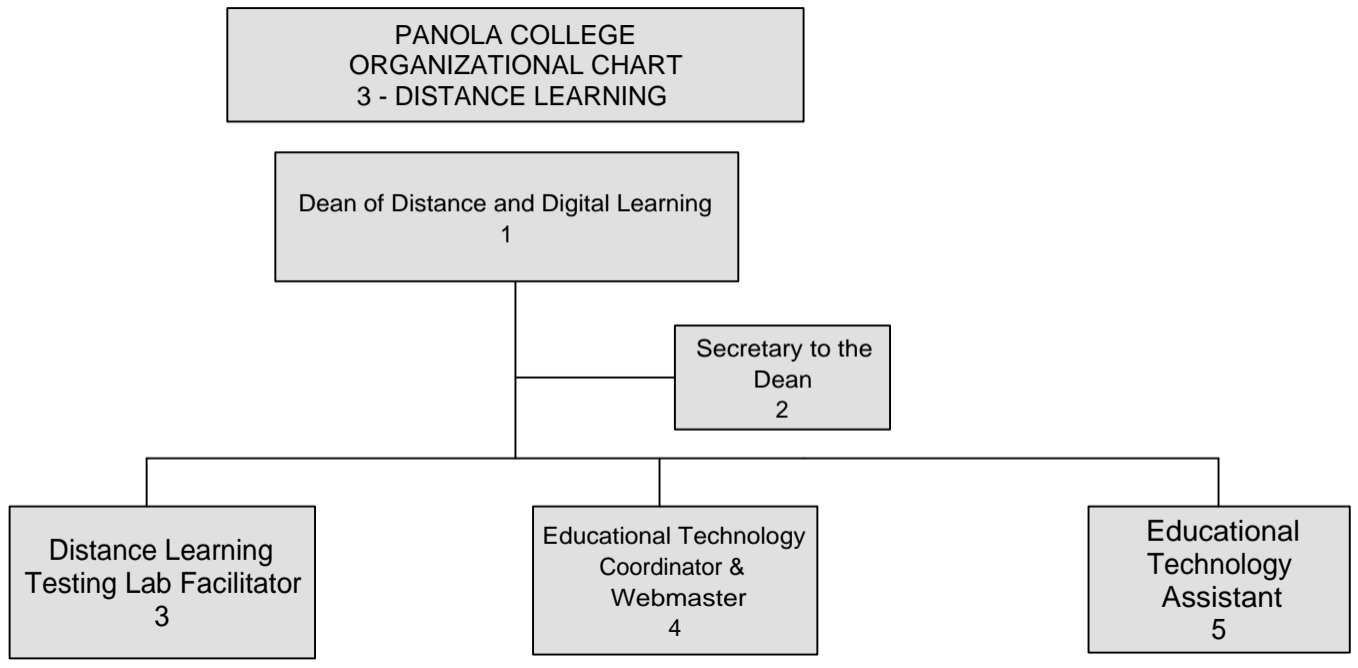 PANOLA COLLEGE
ORGANIZATIONAL CHART
3 - DISTANCE LEARNING
Dean of Distance and Digital Learning
1
Secretary to the
Dean
2
Distance Learning
Testing Lab Facilitator
3
Educational Technology
Coordinator &
Webmaster
4
Educational
Technology
Assistant
5